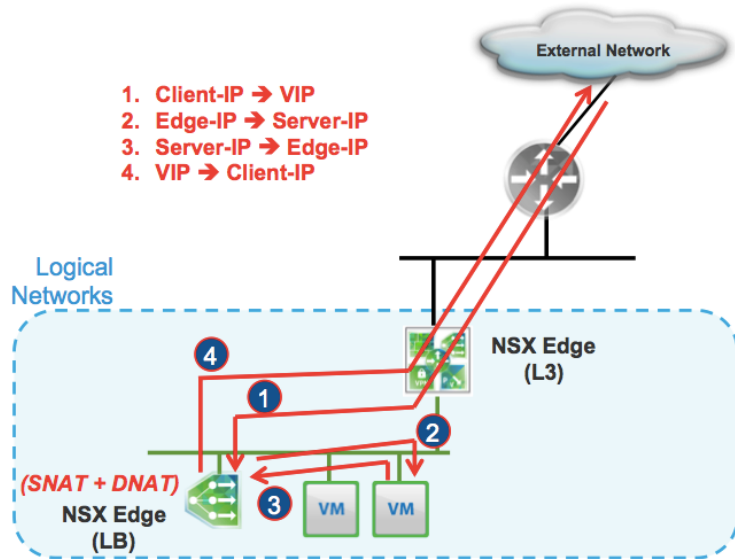 External Network
1. Client-IP ➔ VIP
2. Edge-IP ➔ Server-IP
3. Server-IP ➔ Edge-IP
4. VIP ➔ Client-IP
Logical
Networks
NSX Edge
(L3)
4
1
2
(SNAT + DNAT)
3
NSX Edge
(LB)
VM
VM